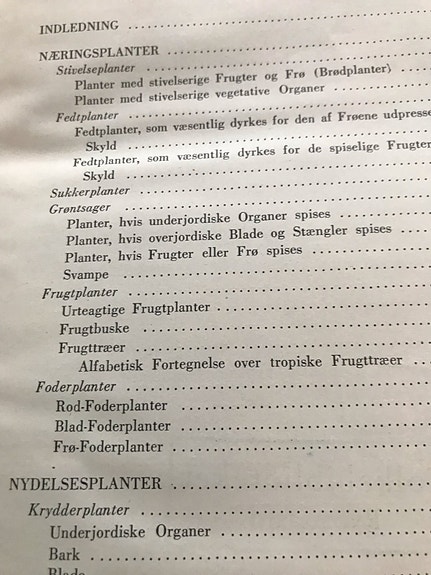 INDLEDNING
NÆRINGSPLANTER
Stivelseplanter
Planter med stivelserige Frugter og Frø (Brødplanter)
Planter med stivelserige vegetative Organer
Fedtplanter
Fedtplanter, som væsentlig dyrkes for den af Frøene udpresse
Skyld
Fedtplanter, som væsentlig dyrkes for de spiselige Frugter
Skyld
Sukkerplanter
Grøntsager
Planter, hvis underjordiske Organer spises
Planter, hvis overjordiske Blade og Stængler spises
Planter, hvis Frugter eller Frø spises
Svampe
Frugtplanter
Urteagtige Frugtplanter
Frugtbuske
Frugttræer
Alfabetisk Fortegnelse over tropiske Frugttræer
Foderplanter
Rod-Foderplanter
Blad-Foderplanter
Frø-Foderplanter
NYDELSESPLANTER
Krydderplanter
Underjordiske Organer
Bark
Blade